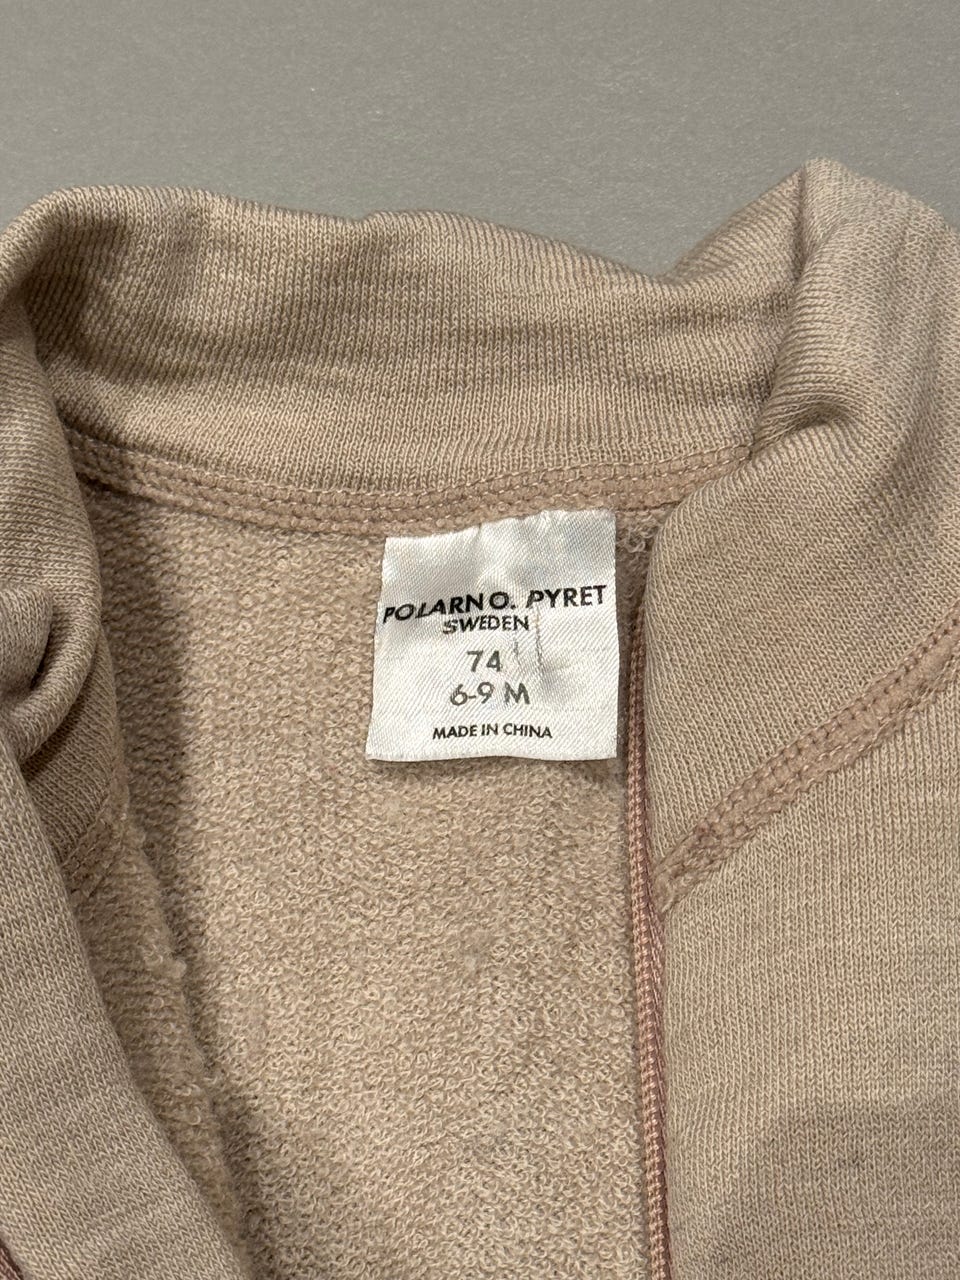 POLARN O. PYRET
SWEDEN
74
6-9 M
MADE IN CHINA